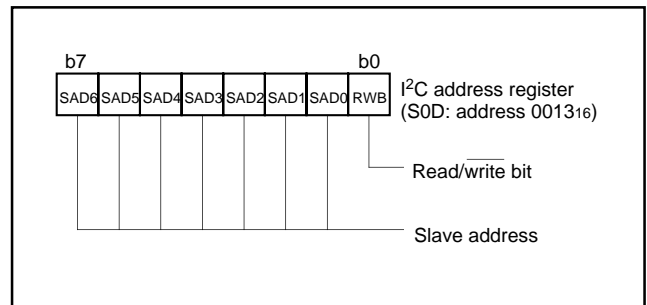 b7 b0
SAD6 SAD5 SAD4 SAD3 SAD2 SAD1 SAD0 RWB
I2C address register
(S0D: address 001316)
Read/write bit
Slave address